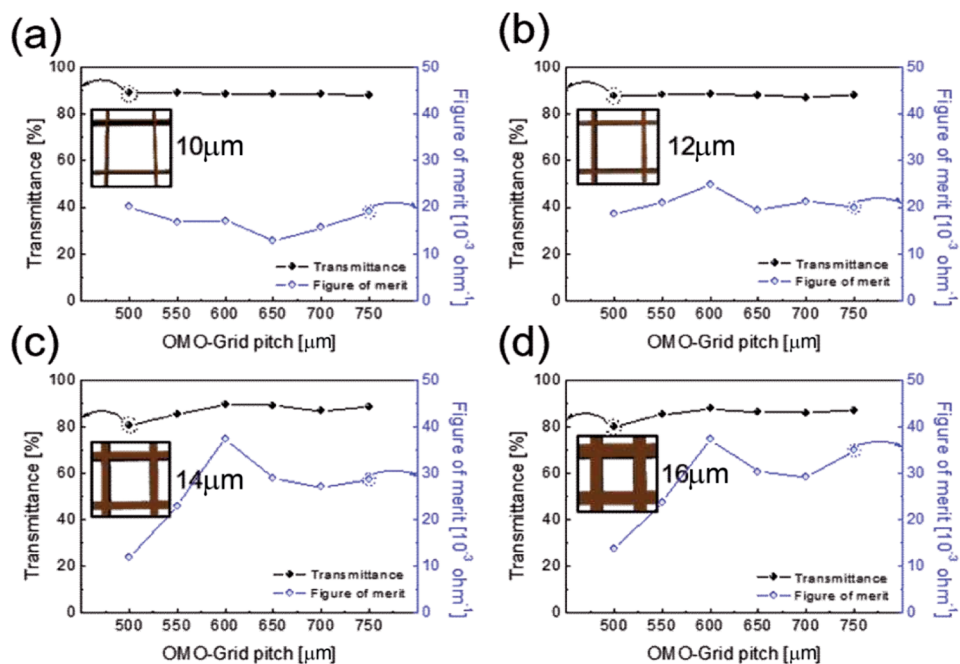 (a)
100
80
60
40
20
0
Transmittance [%]
10μm
Transmittance
Figure of merit
500 550 600 650 700 750
OMO-Grid pitch [μm]
50
40
30
20
10
0
Figure of merit [10⁻³ ohm⁻¹]
(b)
100
80
60
40
20
0
Transmittance [%]
12μm
Transmittance
Figure of merit
500 550 600 650 700 750
OMO-Grid pitch [μm]
50
40
30
20
10
0
Figure of merit [10⁻³ ohm⁻¹]
(c)
100
80
60
40
20
0
Transmittance [%]
14μm
Transmittance
Figure of merit
500 550 600 650 700 750
OMO-Grid pitch [μm]
50
40
30
20
10
0
Figure of merit [10⁻³ ohm⁻¹]
(d)
100
80
60
40
20
0
Transmittance [%]
16μm
Transmittance
Figure of merit
500 550 600 650 700 750
OMO-Grid pitch [μm]
50
40
30
20
10
0
Figure of merit [10⁻³ ohm⁻¹]